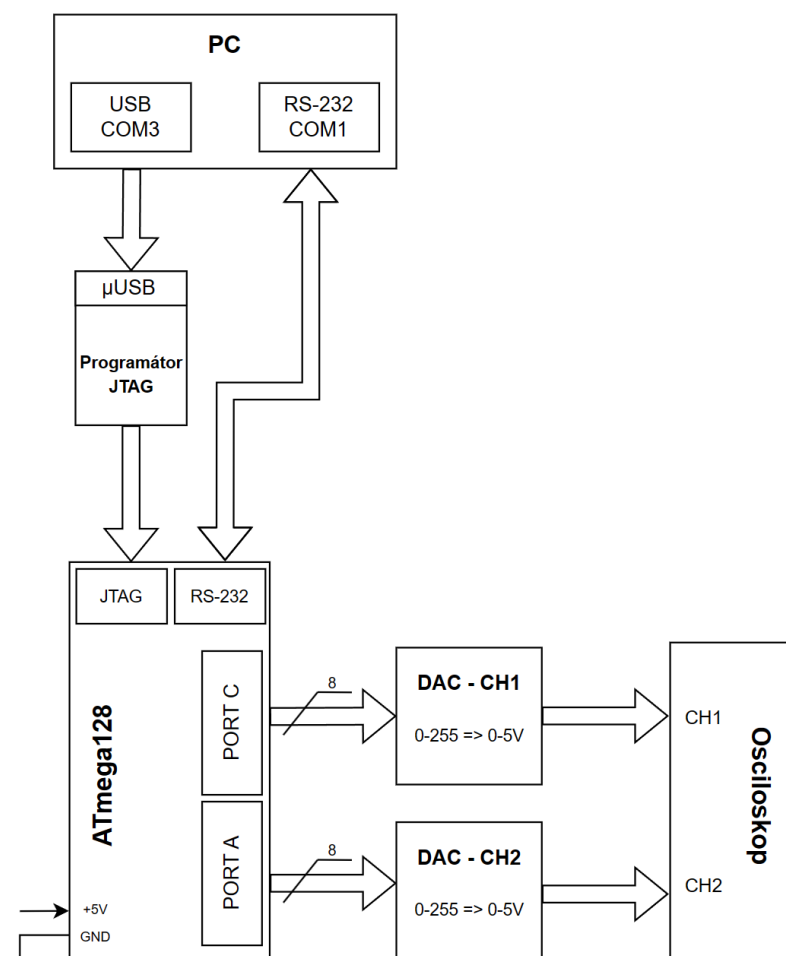 PC
USB
COM3
RS-232
COM1
µUSB
Programátor
JTAG
JTAG
RS-232
ATmega128
PORT C
8
DAC - CH1
0-255 => 0-5V
CH1
Osciloskop
PORT A
8
DAC - CH2
0-255 => 0-5V
CH2
+5V
GND